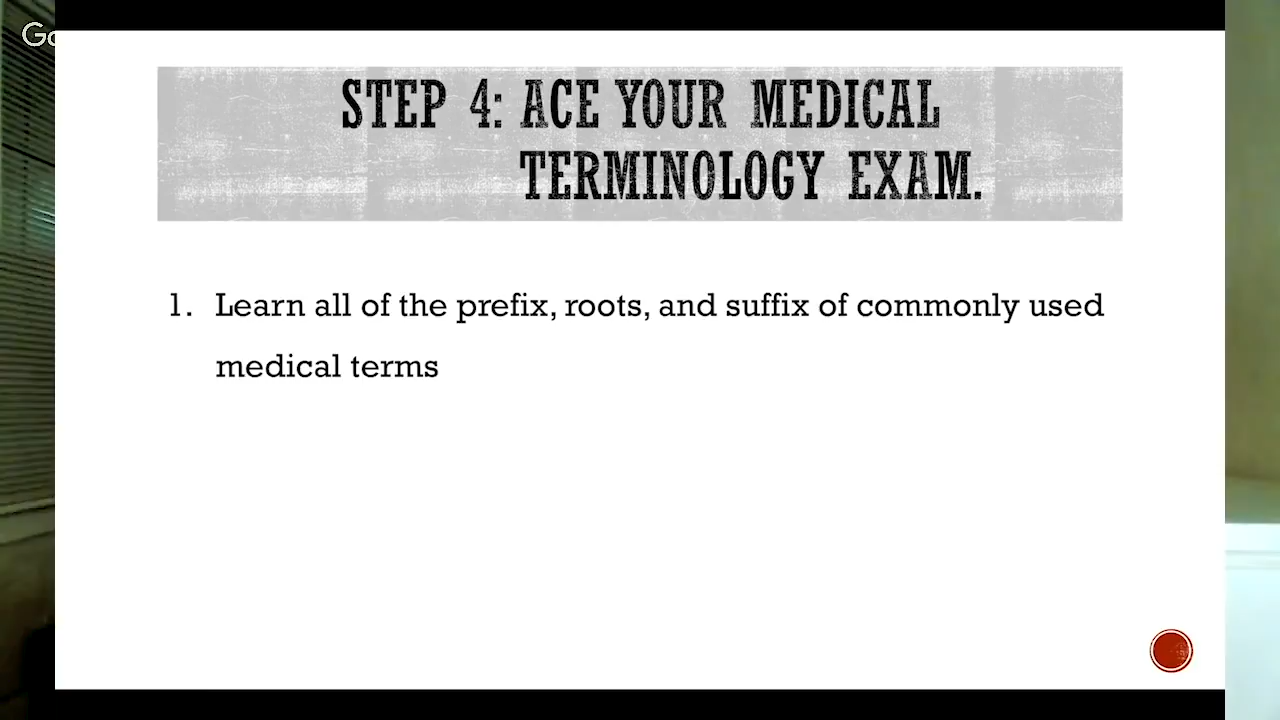 STEP 4: ACE YOUR MEDICAL
TERMINOLOGY EXAM.
1. Learn all of the prefix, roots, and suffix of commonly used
medical terms